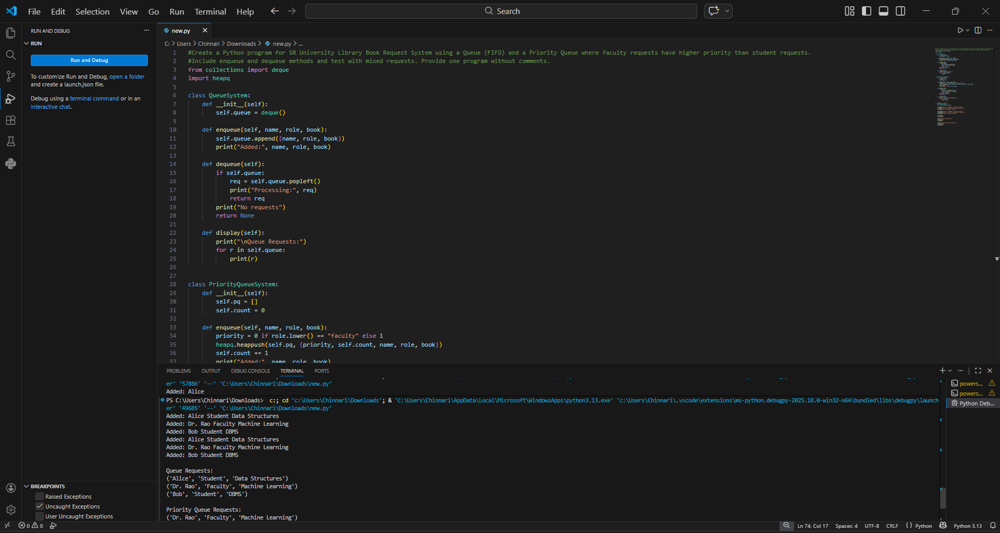 File Edit Selection View Go Run Terminal Help
Search
RUN AND DEBUG
RUN
Run and Debug
To customize Run and Debug, open a folder
and create a launch.json file.
Debug using a terminal command or in an
interactive chat.
BREAKPOINTS
Raised Exceptions
Uncaught Exceptions
User Uncaught Exceptions
new.py
C: > Users > Chinnari > Downloads > new.py > ...
1 #Create a Python program for SR University Library Book Request System using a Queue (FIFO) and a Priority Queue where faculty requests have higher priority than student requests.
2 #Include enqueue and dequeue methods and test with mixed requests. Provide one program without comments.
3 from collections import deque
4 import heapq
5
6 class QueueSystem:
7     def __init__(self):
8         self.queue = deque()
9
10     def enqueue(self, name, role, book):
11         self.queue.append((name, role, book))
12         print("Added:", name, role, book)
13
14     def dequeue(self):
15         if self.queue:
16             req = self.queue.popleft()
17             print("Processing:", req)
18             return req
19         print("No requests")
20         return None
21
22     def display(self):
23         print("\nQueue Requests:")
24         for r in self.queue:
25             print(r)
26
27
28 class PriorityQueueSystem:
29     def __init__(self):
30         self.pq = []
31         self.count = 0
32
33     def enqueue(self, name, role, book):
34         priority = 0 if role.lower() == "faculty" else 1
35         heapq.heappush(self.pq, (priority, self.count, name, role, book))
36         self.count += 1
37         print("Added:", name, role, book)
PROBLEMS OUTPUT DEBUG CONSOLE TERMINAL PORTS
er' '57886' '--' 'C:\Users\Chinnari\Downloads\new.py'
Added: Alice
PS C:\Users\Chinnari\Downloads> c:; cd 'c:\Users\Chinnari\Downloads'; & 'C:\Users\Chinnari\AppData\Local\Microsoft\WindowsApps\python3.13.exe' 'c:\Users\Chinnari\.vscode\extensions\ms-python.debugpy-2025.18.0-win32-x64\bundled\libs\debugpy\launch
er' '49685' '--' 'C:\Users\Chinnari\Downloads\new.py'
Added: Alice Student Data Structures
Added: Dr. Rao Faculty Machine Learning
Added: Bob Student DBMS
Added: Alice Student Data Structures
Added: Dr. Rao Faculty Machine Learning
Added: Bob Student DBMS
Queue Requests:
('Alice', 'Student', 'Data Structures')
('Dr. Rao', 'Faculty', 'Machine Learning')
('Bob', 'Student', 'DBMS')
Priority Queue Requests:
('Dr. Rao', 'Faculty', 'Machine Learning')
powers...
powers...
Python Deb...
0 0
Ln 74, Col 17 Spaces: 4 UTF-8 CRLF { } Python Python 3.13